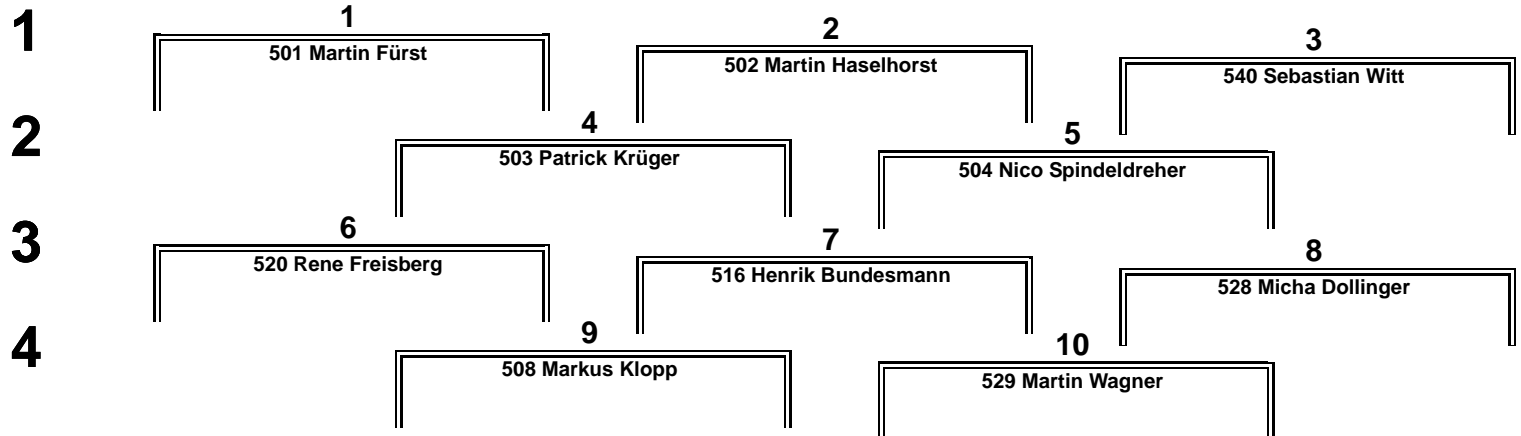 1
1
501 Martin Fürst
2
502 Martin Haselhorst
3
540 Sebastian Witt
2
4
503 Patrick Krüger
5
504 Nico Spindeldreher
3
6
520 Rene Freisberg
7
516 Henrik Bundesmann
8
528 Micha Dollinger
4
9
508 Markus Klopp
10
529 Martin Wagner